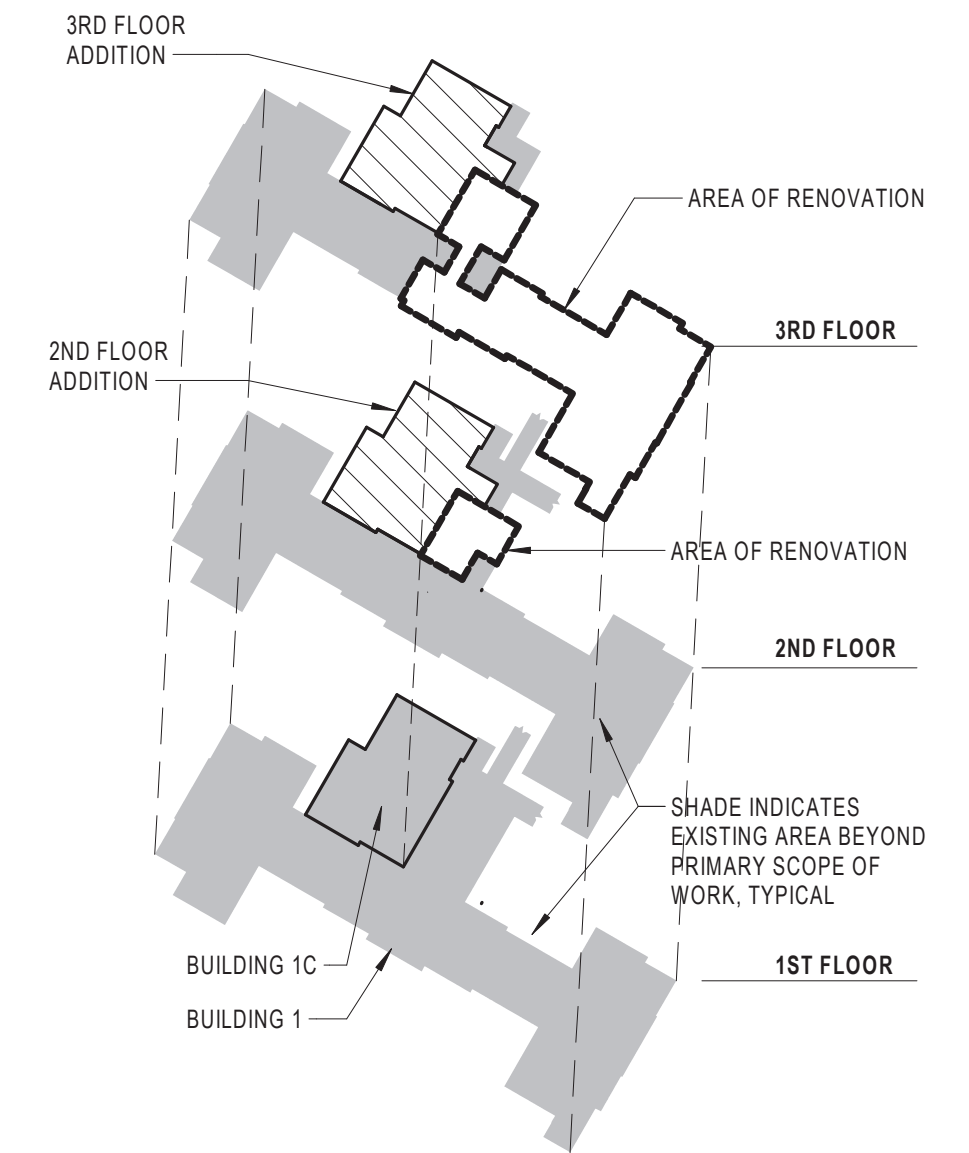 3RD FLOOR
ADDITION
AREA OF RENOVATION
3RD FLOOR
2ND FLOOR
ADDITION
AREA OF RENOVATION
2ND FLOOR
SHADE INDICATES
EXISTING AREA BEYOND
PRIMARY SCOPE OF
WORK, TYPICAL
BUILDING 1C
1ST FLOOR
BUILDING 1